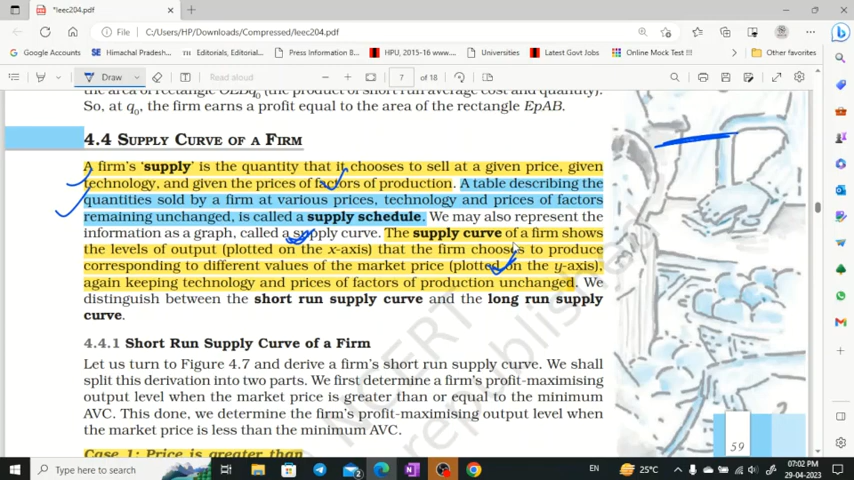 *leec204.pdf
File
C:/Users/HP/Downloads/Compressed/leec204.pdf
Google Accounts
Himachal Pradesh...
TH Editorials, Editorial...
Press Information B...
HPU, 2015-16 www....
Universities
Latest Govt Jobs
Online Mock Test !!!
Other favorites
Draw
Read aloud
7 of 18
So, at q0, the firm earns a profit equal to the area of the rectangle EpAB.
4.4 SUPPLY CURVE OF A FIRM
A firm's 'supply' is the quantity that it chooses to sell at a given price, given
technology, and given the prices of factors of production. A table describing the
quantities sold by a firm at various prices, technology and prices of factors
remaining unchanged, is called a supply schedule. We may also represent the
information as a graph, called a supply curve. The supply curve of a firm shows
the levels of output (plotted on the x-axis) that the firm chooses to produce
corresponding to different values of the market price (plotted on the y-axis),
again keeping technology and prices of factors of production unchanged. We
distinguish between the short run supply curve and the long run supply
curve.
4.4.1 Short Run Supply Curve of a Firm
Let us turn to Figure 4.7 and derive a firm's short run supply curve. We shall
split this derivation into two parts. We first determine a firm's profit-maximising
output level when the market price is greater than or equal to the minimum
AVC. This done, we determine the firm's profit-maximising output level when
the market price is less than the minimum AVC.
Case 1: Price is greater than
59
NCERT
republish
Type here to search
EN
25°C
07:02 PM
29-04-2023